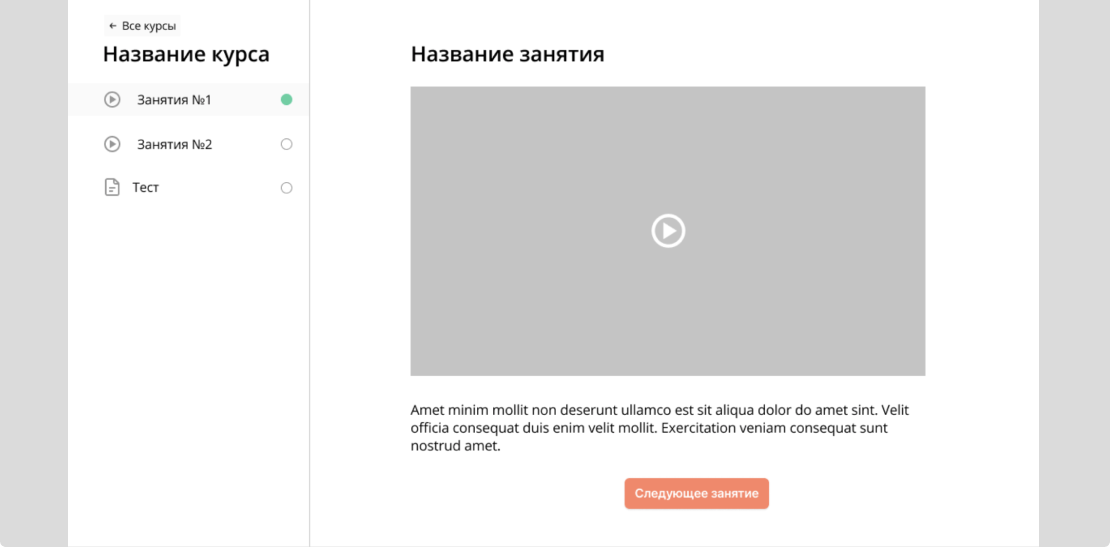 ← Все курсы
Название курса
Занятия №1
Занятия №2
Тест
Название занятия
Amet minim mollit non deserunt ullamco est sit aliqua dolor do amet sint. Velit
officia consequat duis enim velit mollit. Exercitation veniam consequat sunt
nostrud amet.
Следующее занятие